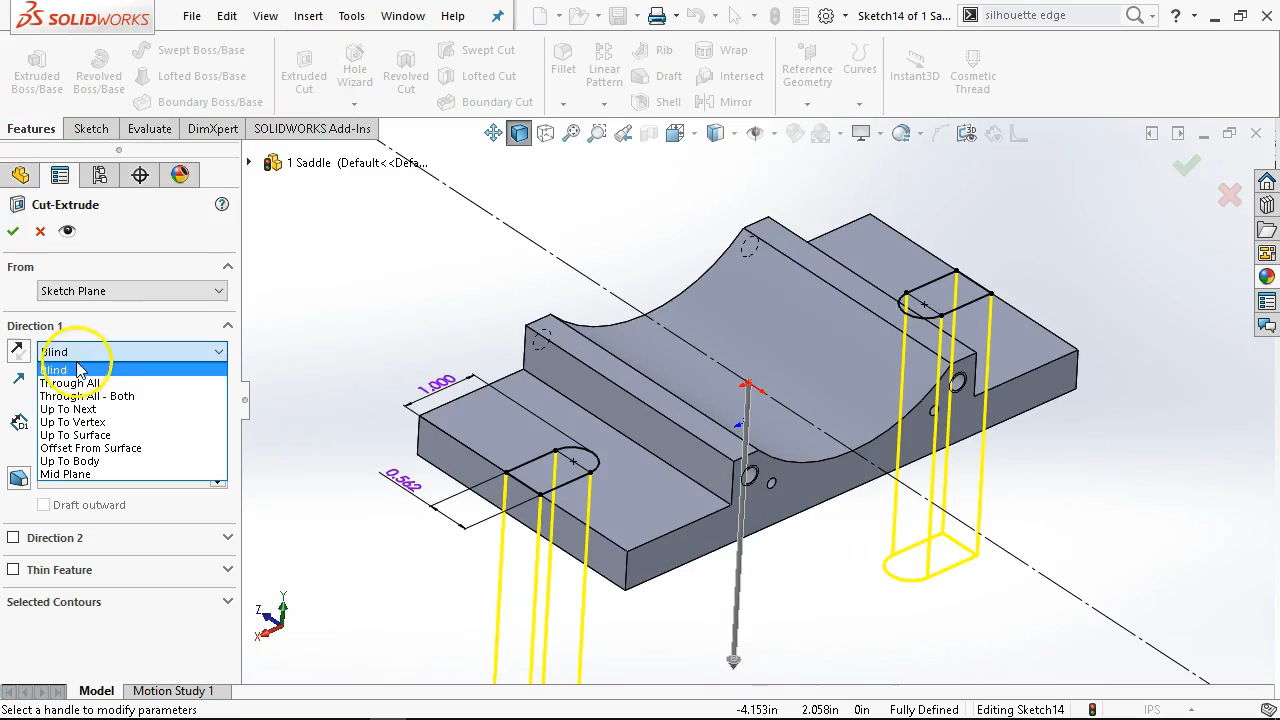 SOLIDWORKS File Edit View Insert Tools Window Help Sketch14 of 1 Sa... silhouette edge ?
Extruded Boss/Base
Revolved Boss/Base
Swept Boss/Base
Lofted Boss/Base
Boundary Boss/Base
Extruded Cut
Hole Wizard
Revolved Cut
Swept Cut
Lofted Cut
Boundary Cut
Fillet
Linear Pattern
Rib
Draft
Shell
Wrap
Intersect
Mirror
Reference Geometry
Curves
Instant3D
Cosmetic Thread
Features Sketch Evaluate DimXpert SOLIDWORKS Add-Ins
1 Saddle (Default<<Defa...
Cut-Extrude ?
From
Sketch Plane
Direction 1
Blind
Blind
Through All
Through All - Both
Up To Next
Up To Vertex
Up To Surface
Offset From Surface
Up To Body
Mid Plane
Draft outward
Direction 2
Thin Feature
Selected Contours
1.000
0.562
Y
Z
X
Model Motion Study 1
Select a handle to modify parameters -4.153in 2.058in 0in Fully Defined Editing Sketch14 IPS